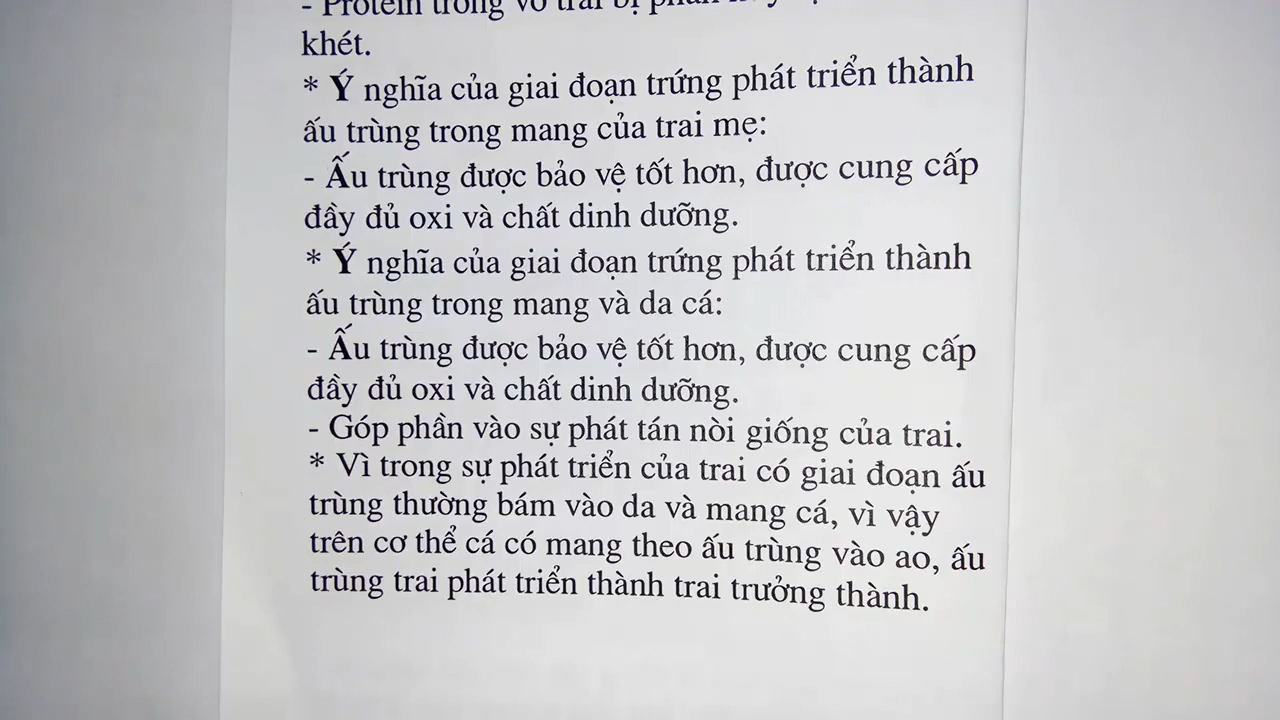 - Protein trong vỏ trai bị phân
khét.
* Ý nghĩa của giai đoạn trứng phát triển thành
ấu trùng trong mang của trai mẹ:
- Ấu trùng được bảo vệ tốt hơn, được cung cấp
đầy đủ oxi và chất dinh dưỡng.
* Ý nghĩa của giai đoạn trứng phát triển thành
ấu trùng trong mang và da cá:
- Ấu trùng được bảo vệ tốt hơn, được cung cấp
đầy đủ oxi và chất dinh dưỡng.
- Góp phần vào sự phát tán nòi giống của trai.
* Vì trong sự phát triển của trai có giai đoạn ấu
trùng thường bám vào da và mang cá, vì vậy
trên cơ thể cá có mang theo ấu trùng vào ao, ấu
trùng trai phát triển thành trai trưởng thành.